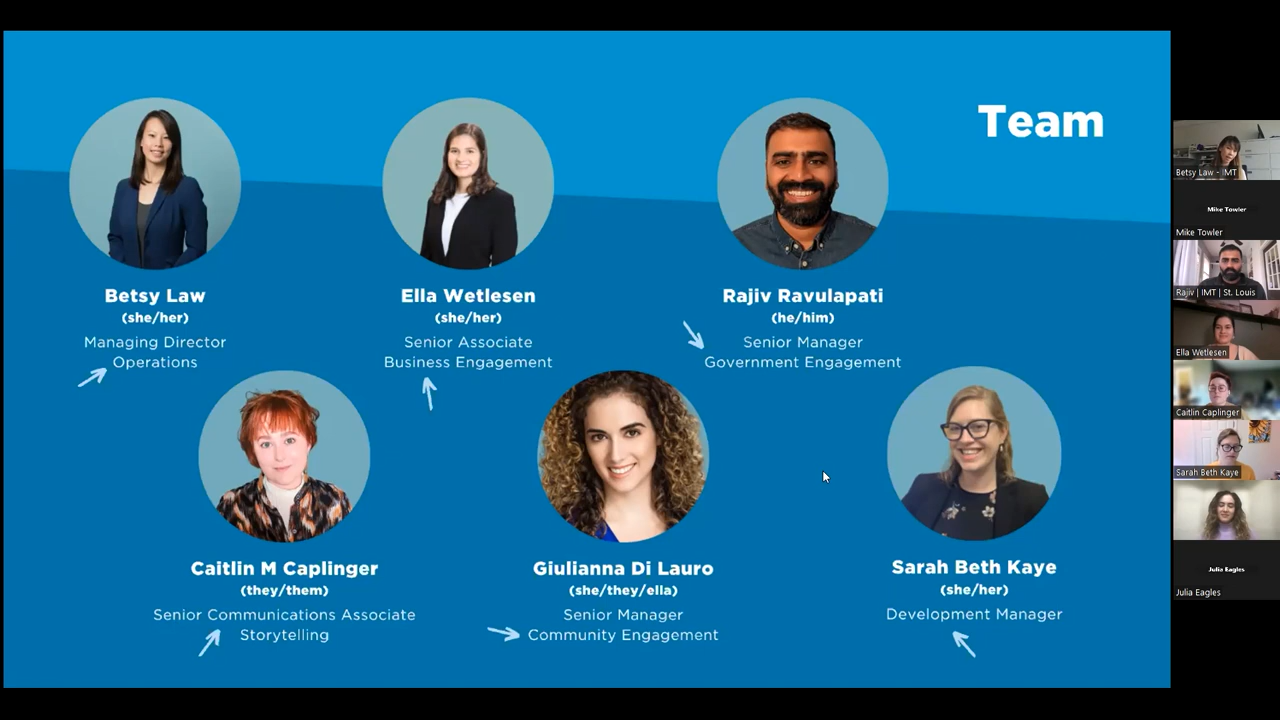 Team
Betsy Law
(she/her)
Managing Director
Operations
Ella Wetlesen
(she/her)
Senior Associate
Business Engagement
Rajiv Ravulapati
(he/him)
Senior Manager
Government Engagement
Caitlin M Caplinger
(they/them)
Senior Communications Associate
Storytelling
Giulianna Di Lauro
(she/they/ella)
Senior Manager
Community Engagement
Sarah Beth Kaye
(she/her)
Development Manager
Betsy Law - IMT
Mike Towler
Mike Towler
Rajiv | IMT | St. Louis
Ella Wetlesen
Caitlin Caplinger
Sarah Beth Kaye
Julia Eagles
Julia Eagles